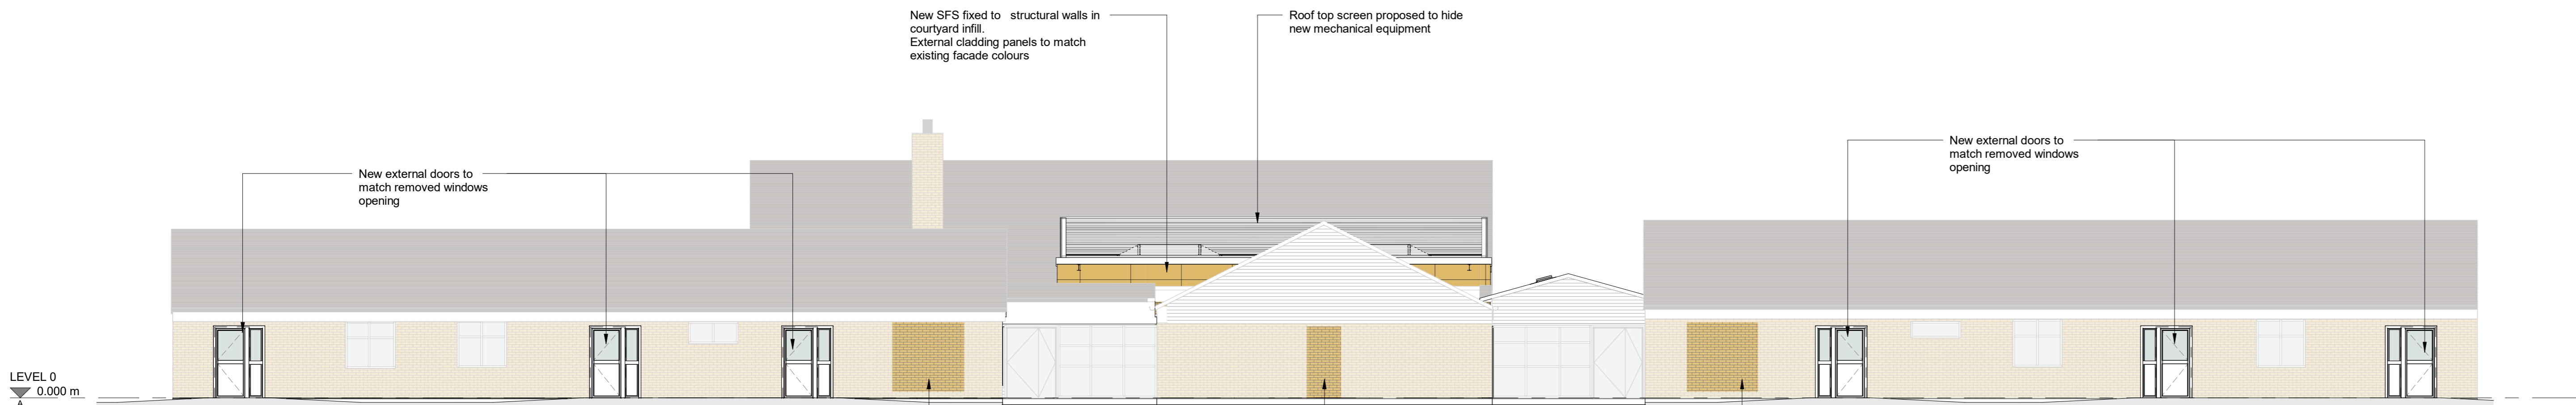 New SFS fixed to structural walls in
courtyard infill.
External cladding panels to match
existing facade colours
Roof top screen proposed to hide
new mechanical equipment
New external doors to
match removed windows
opening
New external doors to
match removed windows
opening
LEVEL 0
0.000 m